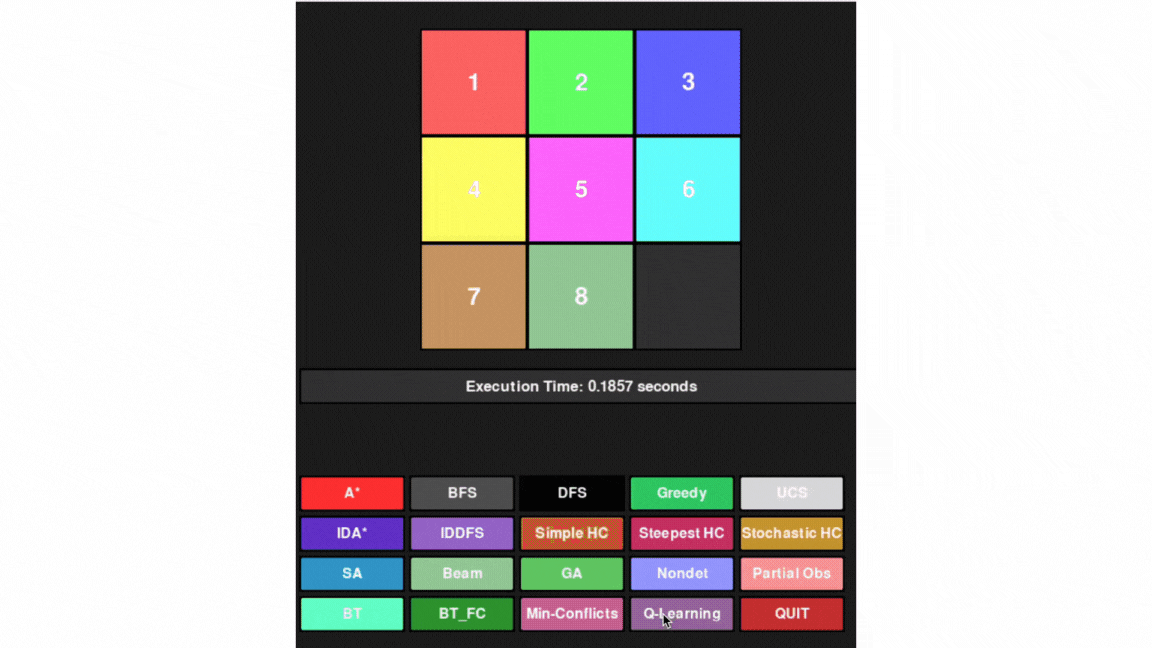 1 2 3
4 5 6
7 8
Execution Time: 0.1857 seconds
A* BFS DFS Greedy UCS
IDA* IDDFS Simple HC Steepest HC Stochastic HC
SA Beam GA Nondet Partial Obs
BT BT_FC Min-Conflicts Q-Learning QUIT